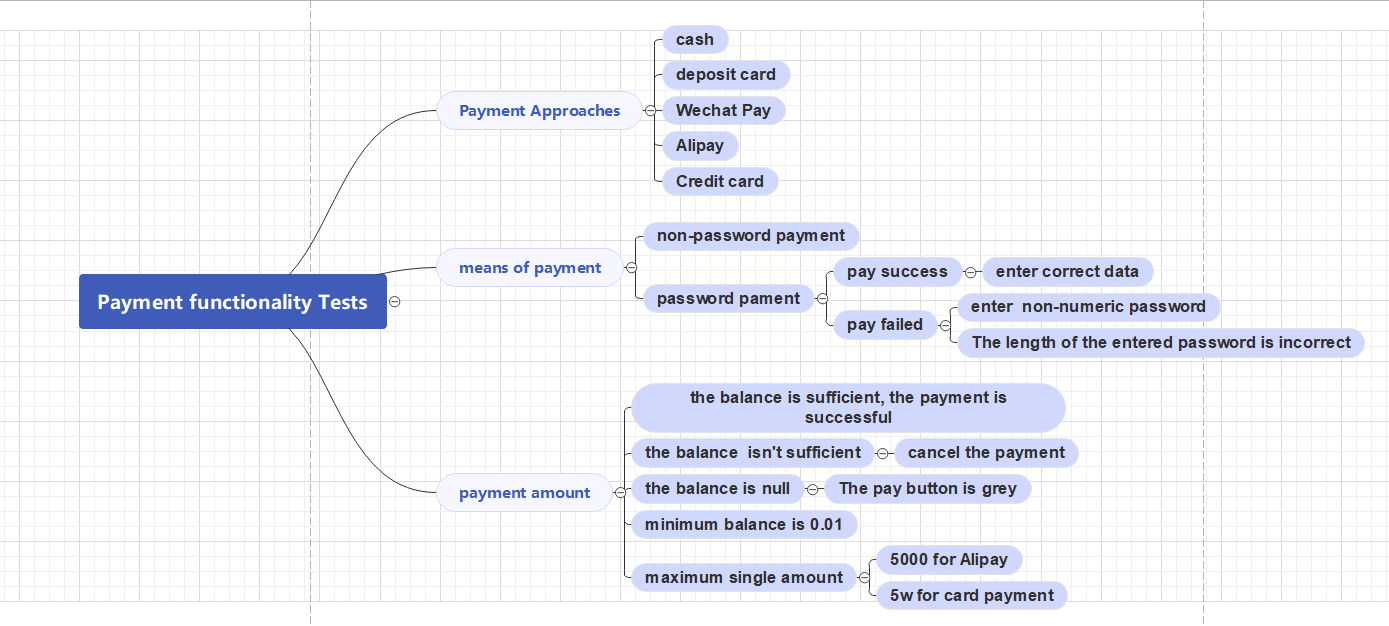 Payment functionality Tests
Payment Approaches
cash
deposit card
Wechat Pay
Alipay
Credit card
means of payment
non-password payment
password pament
pay success
enter correct data
pay failed
enter  non-numeric password
The length of the entered password is incorrect
payment amount
the balance is sufficient, the payment is
successful
the balance  isn't sufficient
cancel the payment
the balance is null
The pay button is grey
minimum balance is 0.01
maximum single amount
5000 for Alipay
5w for card payment